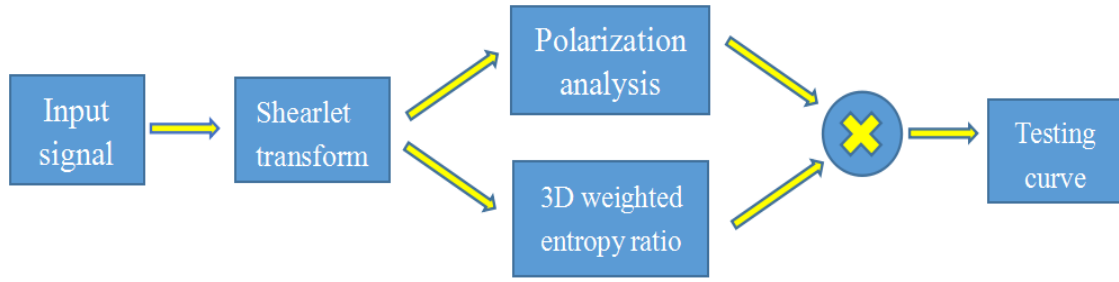 Input
signal
Shearlet
transform
Polarization
analysis
3D weighted
entropy ratio
Testing
curve